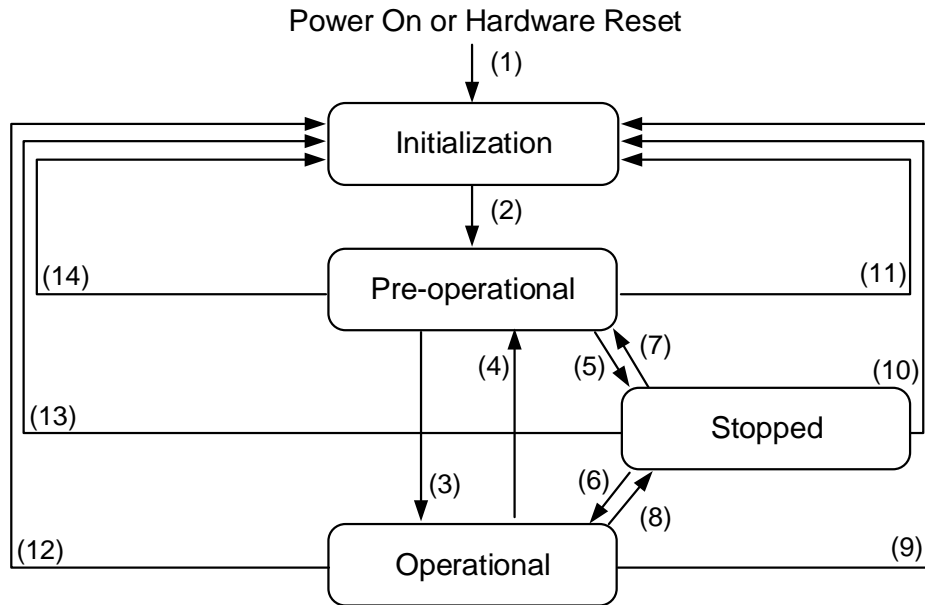 Power On or Hardware Reset
(1)
Initialization
(2)
Pre-operational
(14)
(11)
(4)
(5)
(7)
(10)
(13)
Stopped
(3)
(6)
(8)
(12)
Operational
(9)